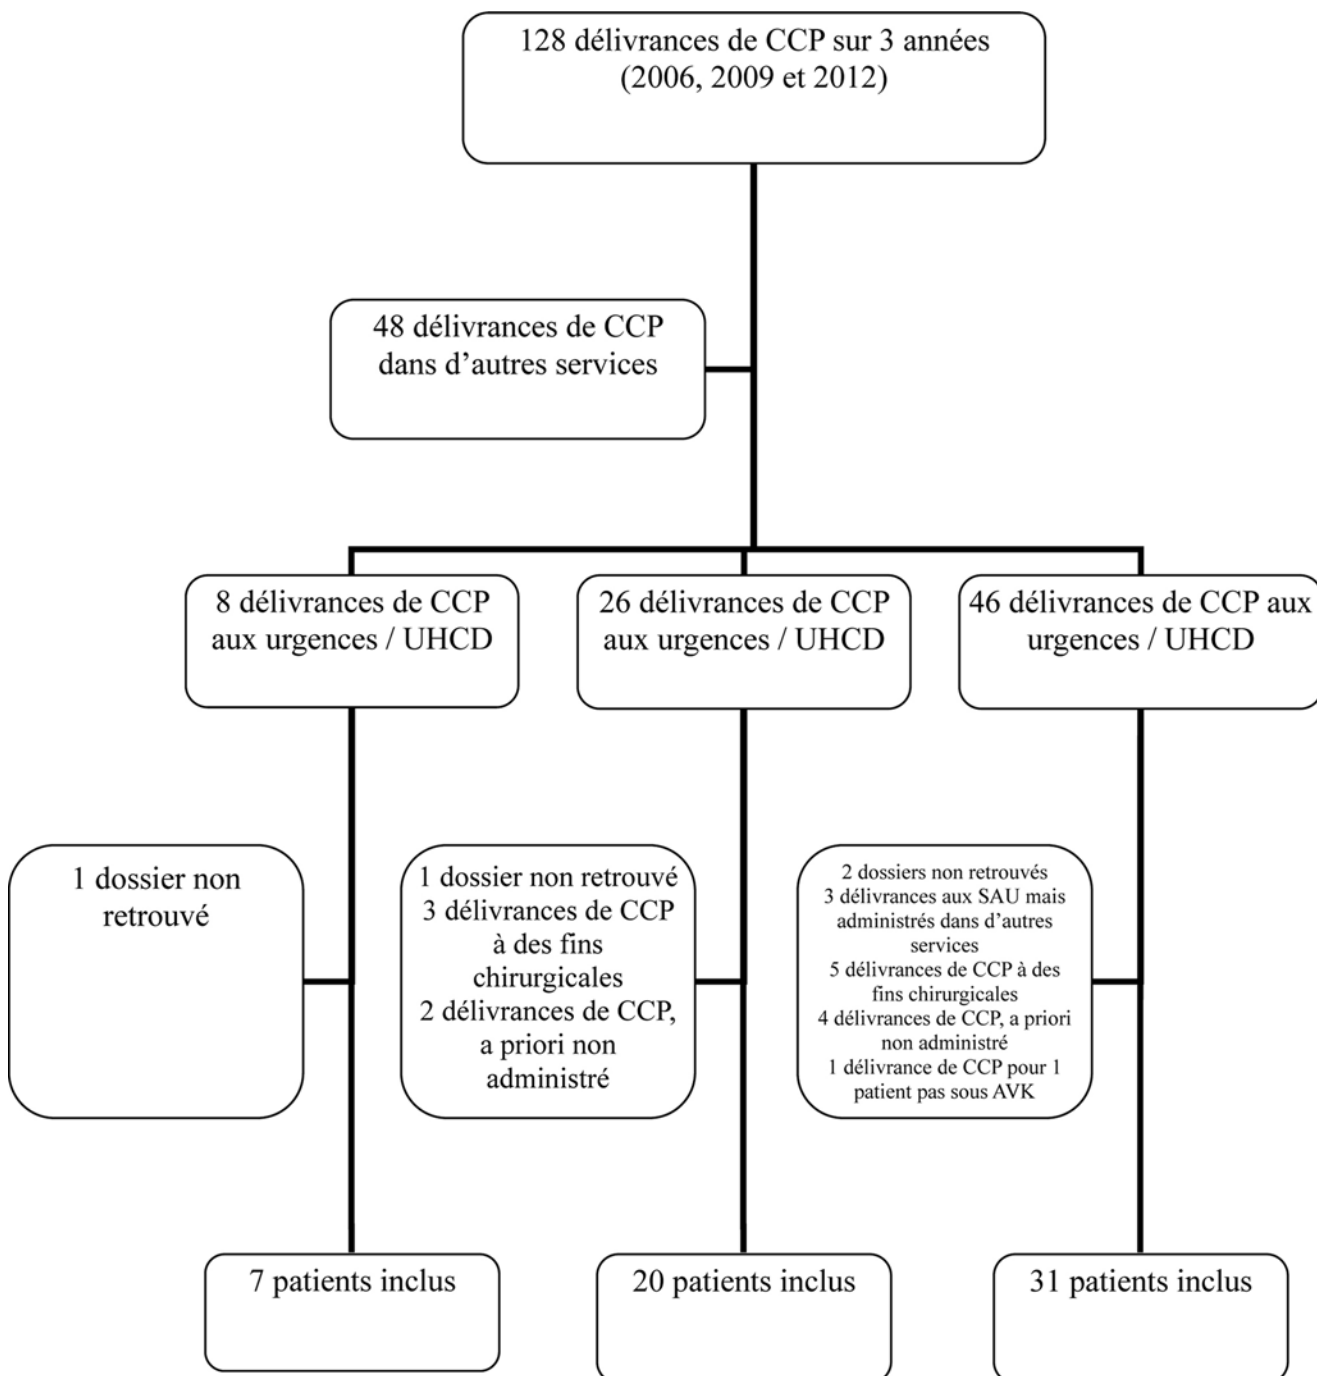 128 délivrances de CCP sur 3 années
(2006, 2009 et 2012)
48 délivrances de CCP
dans d’autres services
8 délivrances de CCP
aux urgences / UHCD
26 délivrances de CCP
aux urgences / UHCD
46 délivrances de CCP aux
urgences / UHCD
1 dossier non
retrouvé
1 dossier non retrouvé
3 délivrances de CCP
à des fins
chirurgicales
2 délivrances de CCP,
a priori non
administré
2 dossiers non retrouvés
3 délivrances aux SAU mais
administrés dans d’autres
services
5 délivrances de CCP à des
fins chirurgicales
4 délivrances de CCP, a priori
non administré
1 délivrance de CCP pour 1
patient pas sous AVK
7 patients inclus
20 patients inclus
31 patients inclus